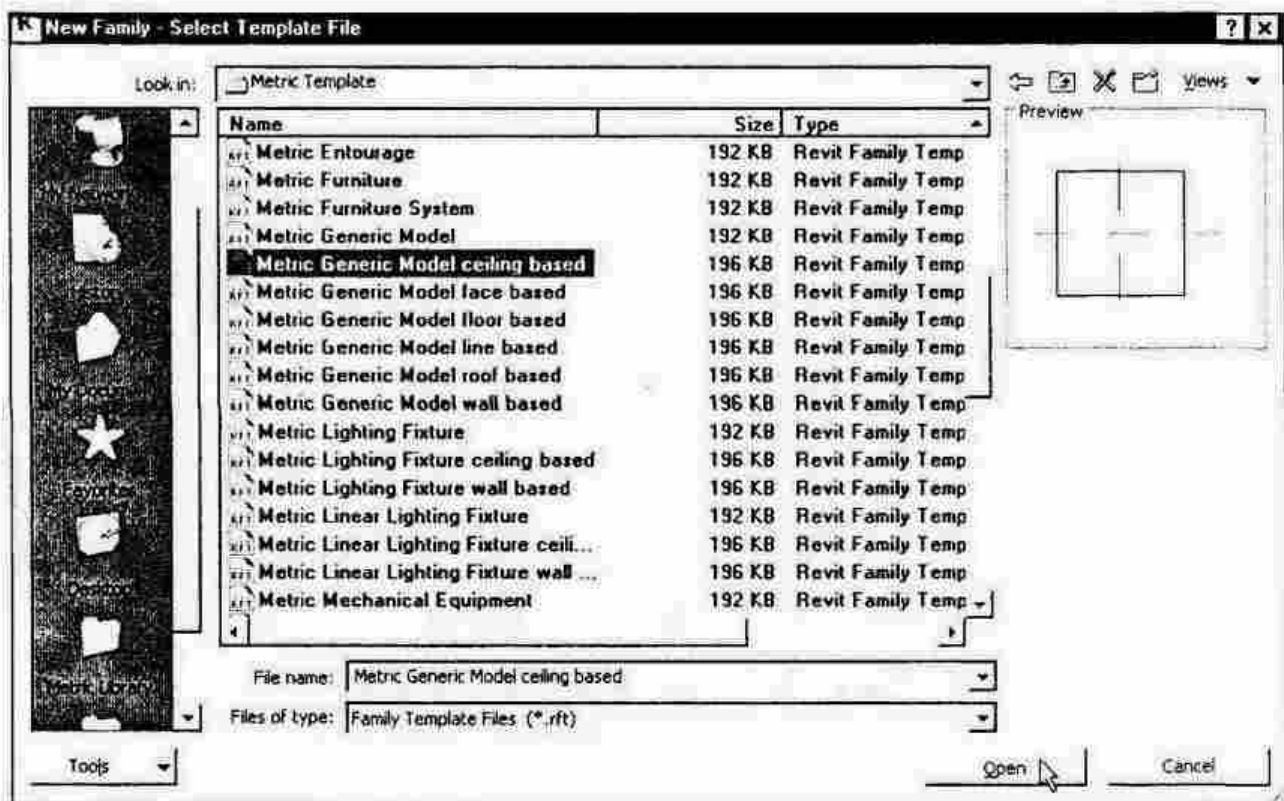 New Family - Select Template File
Look in: Metric Template
Views
Name Size Type
Preview
Metric Entourage 192 KB Revit Family Temp
Metric Furniture 192 KB Revit Family Temp
Metric Furniture System 192 KB Revit Family Temp
Metric Generic Model 192 KB Revit Family Temp
Metric Generic Model ceiling based 196 KB Revit Family Temp
Metric Generic Model face based 196 KB Revit Family Temp
Metric Generic Model floor based 196 KB Revit Family Temp
Metric Generic Model line based 196 KB Revit Family Temp
Metric Generic Model roof based 196 KB Revit Family Temp
Metric Generic Model wall based 196 KB Revit Family Temp
Metric Lighting Fixture 192 KB Revit Family Temp
Metric Lighting Fixture ceiling based 196 KB Revit Family Temp
Metric Lighting Fixture wall based 196 KB Revit Family Temp
Metric Linear Lighting Fixture 192 KB Revit Family Temp
Metric Linear Lighting Fixture ceili... 196 KB Revit Family Temp
Metric Linear Lighting Fixture wall ... 196 KB Revit Family Temp
Metric Mechanical Equipment 192 KB Revit Family Temp
Favorites
Desktop
Metric Library
File name: Metric Generic Model ceiling based
Files of type: Family Template Files (*.rft)
Tools
Open
Cancel